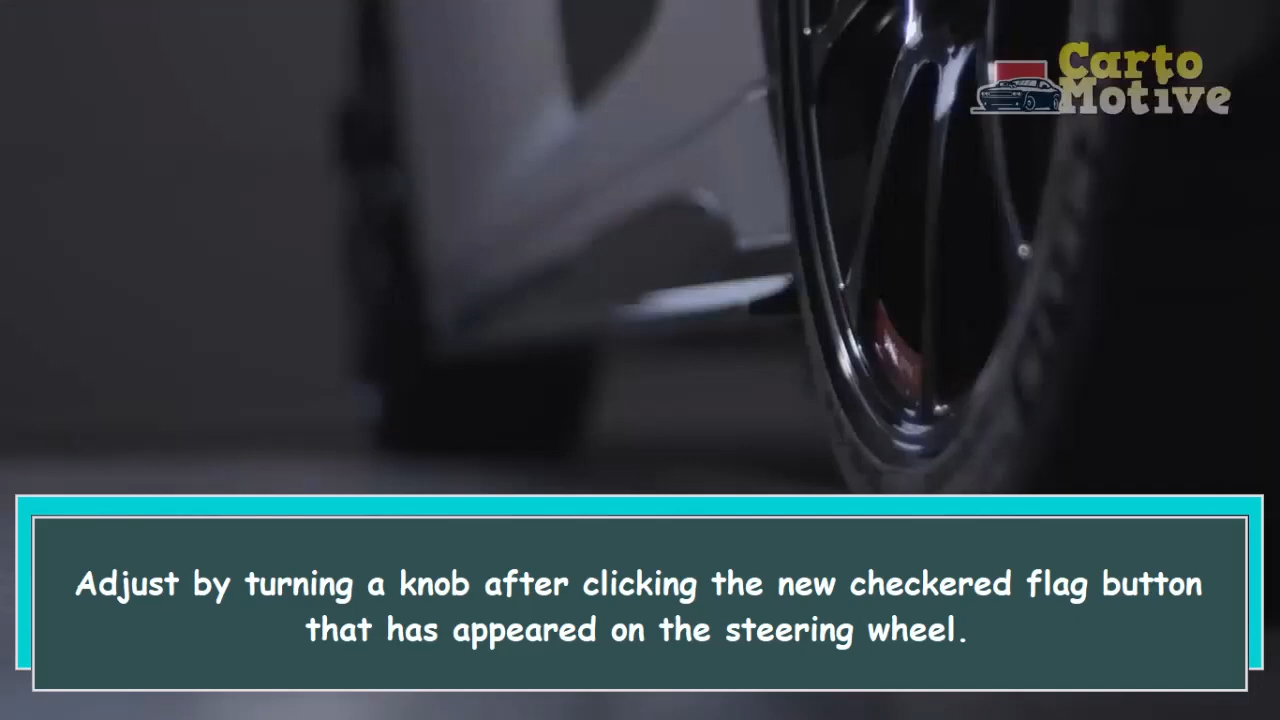 Carto
Motive
Adjust by turning a knob after clicking the new checkered flag button
that has appeared on the steering wheel.